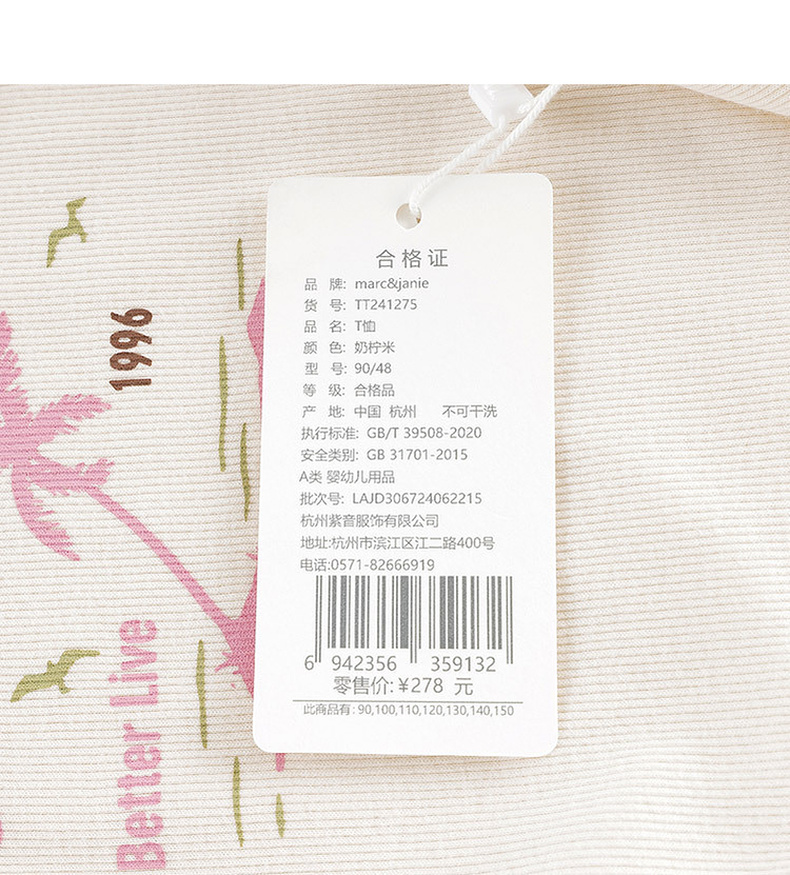 合格证
品 牌: marc&janie
货 号: TT241275
品 名: T恤
颜 色: 奶柠米
型 号: 90/48
等 级: 合格品
产 地: 中国 杭州 不可干洗
执行标准: GB/T 39508-2020
安全类别: GB 31701-2015
A类 婴幼儿用品
批次号: LAJD306724062215
杭州紫音服饰有限公司
地址:杭州市滨江区江二路400号
电话:0571-82666919
6 942356 359132
零售价:¥278 元
此商品有: 90,100,110,120,130,140,150
1996
Better Live